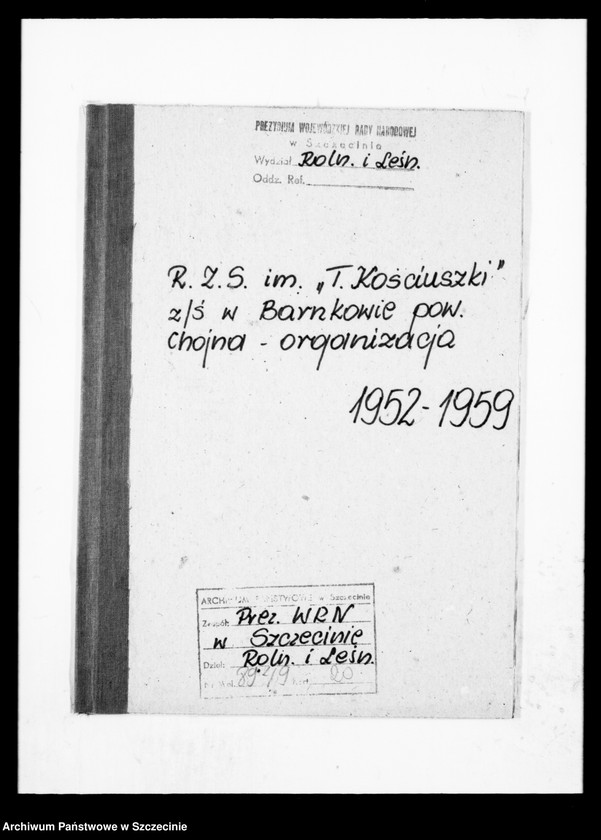 PREZYDIUM WOJEWÓDZKIEJ RADY NARODOWEJ
w Szczecinie
Wydział Roln. i Leśn.
Oddz. Ref.
R. Z. S. im. „T. Kościuszki"
z/ś w Barnkowie pow.
Chojna - organizacja
1952-1959
ARCHIWUM PAŃSTWOWE w Szczecinie
Zespół: Prez. WRN
w Szczecinie
Dział: Roln. i Leśn.
20
Archiwum Państwowe w Szczecinie